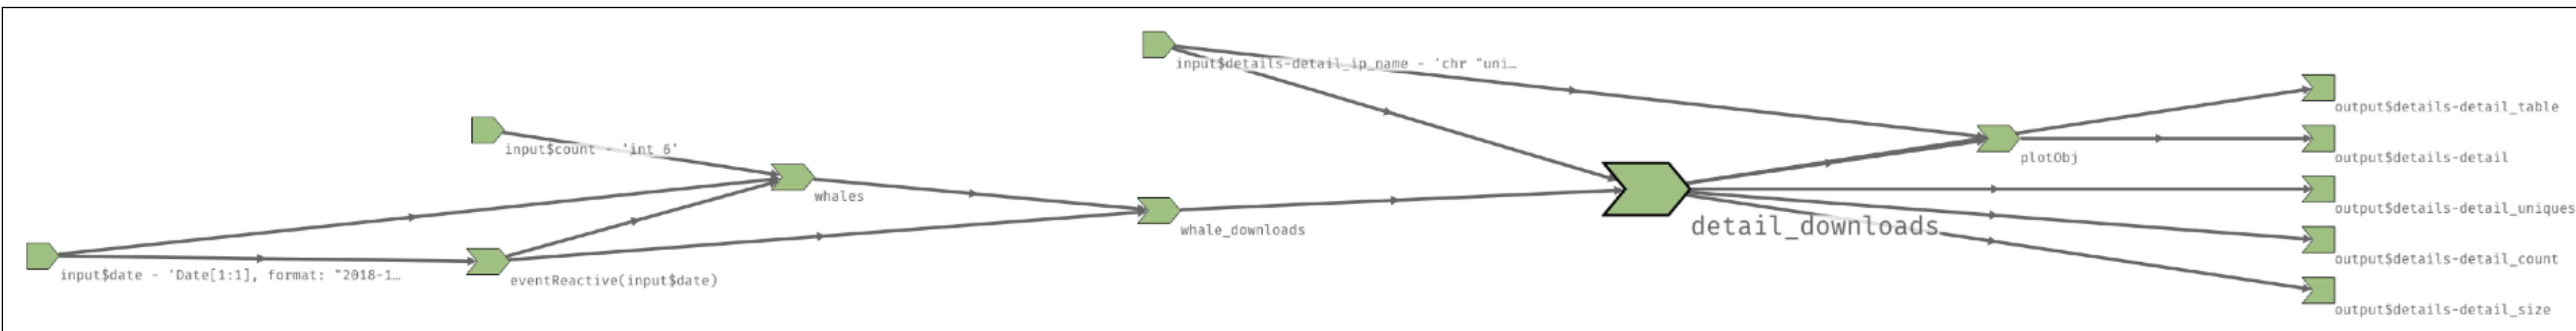 input$details-detail_ip_name - 'chr "uni…
output$details-detail_table
input$count - 'int 6'
plotObj
output$details-detail
whales
output$details-detail_uniques
whale_downloads
detail_downloads
output$details-detail_count
input$date - 'Date[1:1], format: "2018-1…
eventReactive(input$date)
output$details-detail_size